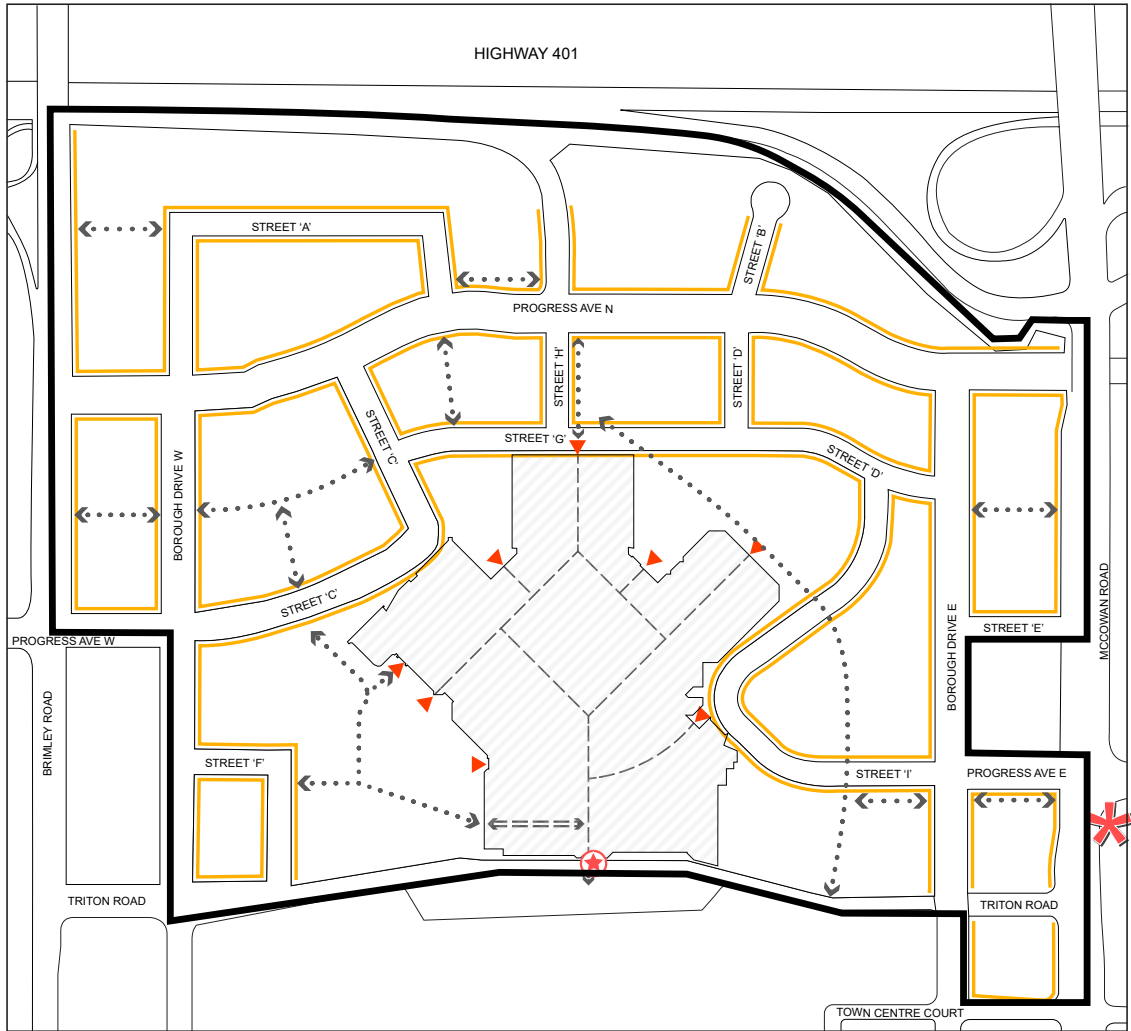 HIGHWAY 401
STREET 'A'
STREET 'B'
PROGRESS AVE N
STREET 'H'
STREET 'D'
STREET 'C'
STREET 'G'
STREET 'D'
BOROUGH DRIVE W
STREET 'C'
STREET 'E'
PROGRESS AVE W
MCCOWAN ROAD
BOROUGH DRIVE E
BRIMLEY ROAD
STREET 'F'
STREET 'I'
PROGRESS AVE E
TRITON ROAD
TRITON ROAD
TOWN CENTRE COURT